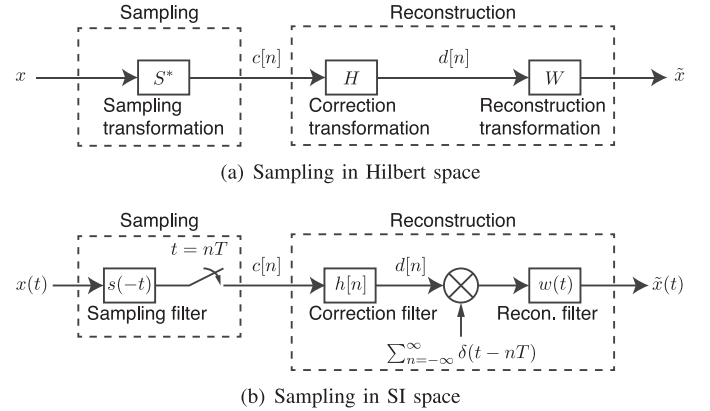 Sampling
Reconstruction
x
S*
c[n]
H
d[n]
W
x̃
Sampling transformation
Correction transformation
Reconstruction transformation
(a) Sampling in Hilbert space
Sampling
Reconstruction
x(t)
s(−t)
t = nT
c[n]
h[n]
d[n]
w(t)
x̃(t)
Sampling filter
Correction filter
Recon. filter
∑_{n=−∞}^{∞} δ(t − nT)
(b) Sampling in SI space